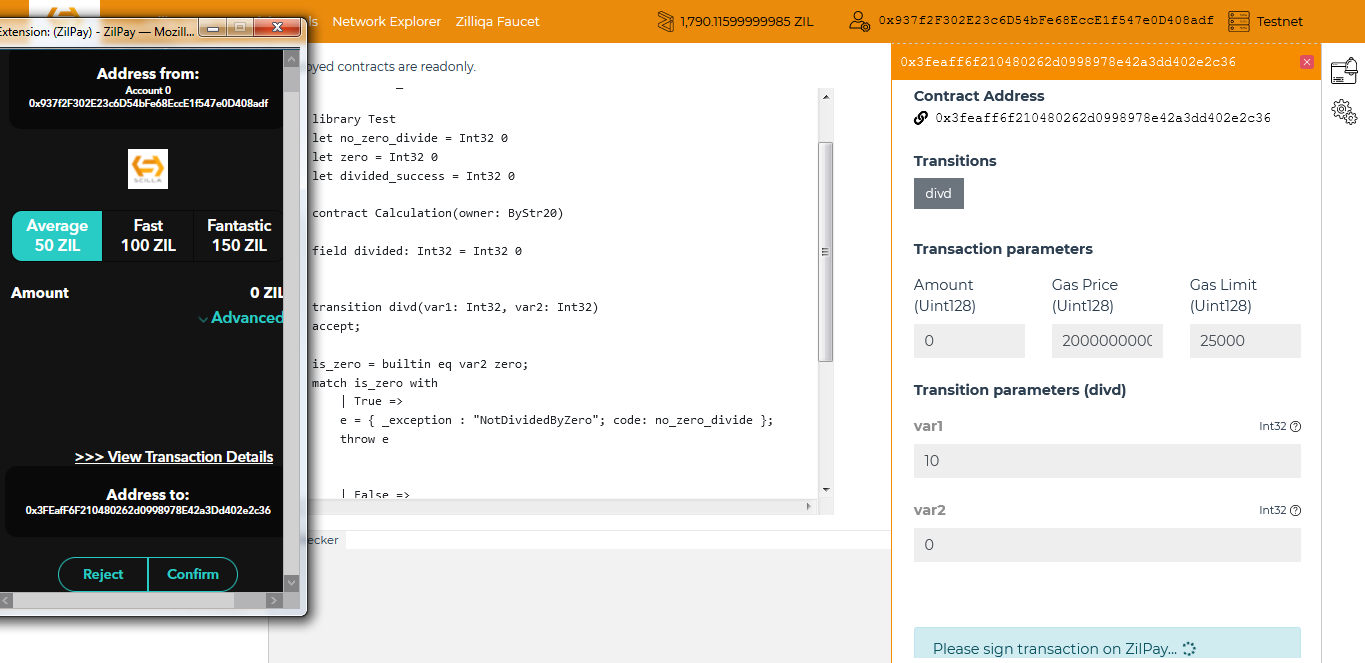 Extension: (ZilPay) - ZilPay — Mozill...
Address from:
Account 0
0x937f2F302E23c6D54bFe68EccE1f547e0D408adf
SCILLA
Average
50 ZIL
Fast
100 ZIL
Fantastic
150 ZIL
Amount
0 ZIL
Advanced
>>> View Transaction Details
Address to:
0x3FEafF6F210480262d0998978E42a3Dd402e2c36
Reject
Confirm
Network Explorer
Zilliqa Faucet
1,790.11599999985 ZIL
0x937f2F302E23c6D54bFe68EccE1f547e0D408adf
Testnet
oyed contracts are readonly.
library Test
let no_zero_divide = Int32 0
let zero = Int32 0
let divided_success = Int32 0
contract Calculation(owner: ByStr20)
field divided: Int32 = Int32 0
transition divd(var1: Int32, var2: Int32)
accept;
is_zero = builtin eq var2 zero;
match is_zero with
| True =>
e = { _exception : "NotDividedByZero"; code: no_zero_divide };
throw e
| False =>
ecker
0x3feaff6f210480262d0998978e42a3dd402e2c36
Contract Address
0x3feaff6f210480262d0998978e42a3dd402e2c36
Transitions
divd
Transaction parameters
Amount
(Uint128)
Gas Price
(Uint128)
Gas Limit
(Uint128)
0
2000000000
25000
Transition parameters (divd)
var1
Int32
10
var2
Int32
0
Please sign transaction on ZilPay...